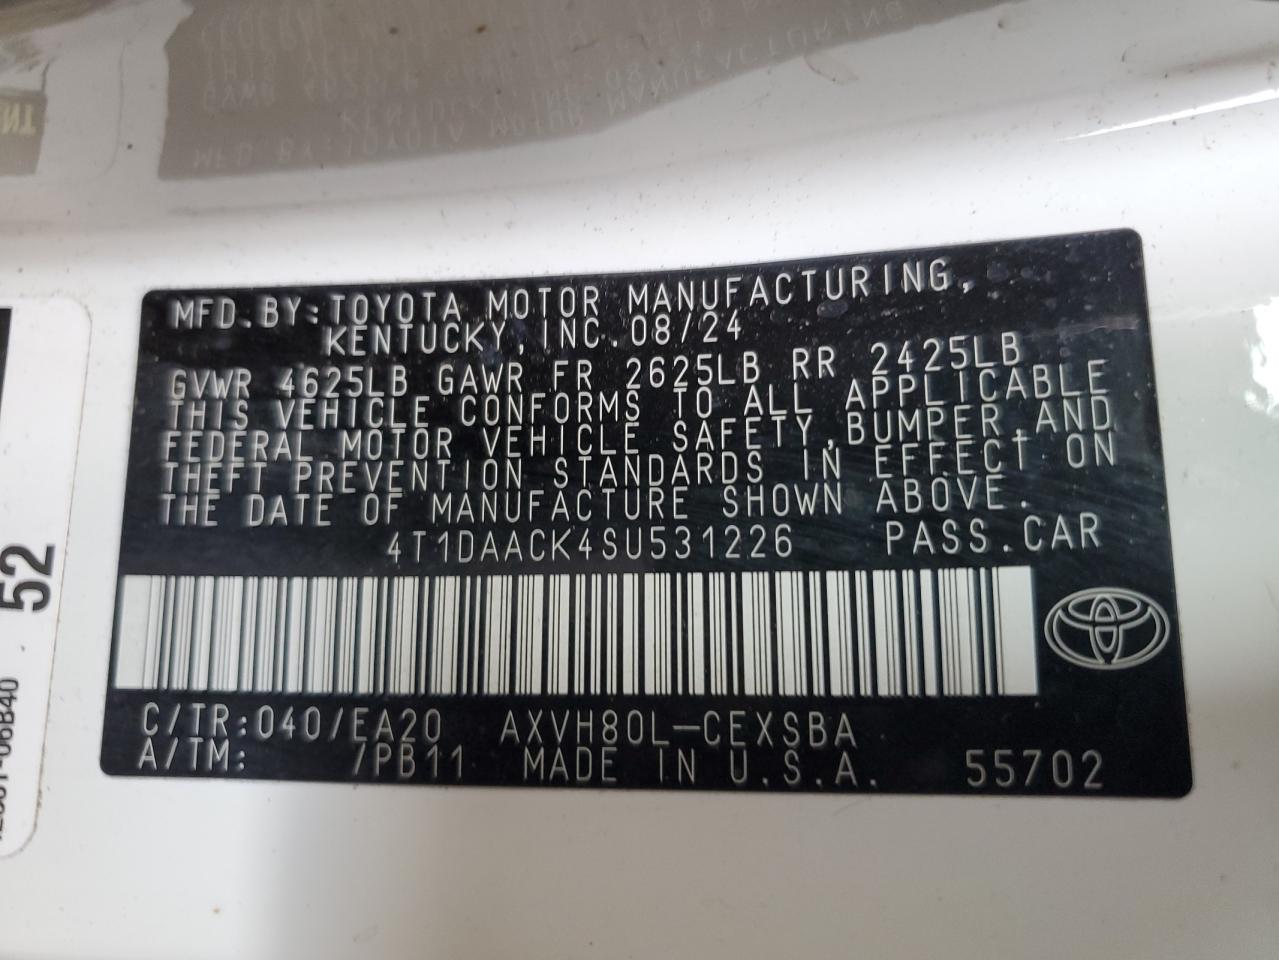 MFD.BY:TOYOTA MOTOR MANUFACTURING,
KENTUCKY,INC.08/24
GVWR 4625LB GAWR FR 2625LB RR 2425LB
THIS VEHICLE CONFORMS TO ALL APPLICABLE
FEDERAL MOTOR VEHICLE SAFETY,BUMPER,AND
THEFT PREVENTION STANDARDS IN EFFECT ON
THE DATE OF MANUFACTURE SHOWN ABOVE.
4T1DAACK4SU531226 PASS.CAR
C/TR:040/EA20 AXVH80L-CEXSBA
A/TM: /PB11 MADE IN U.S.A. 55702
52